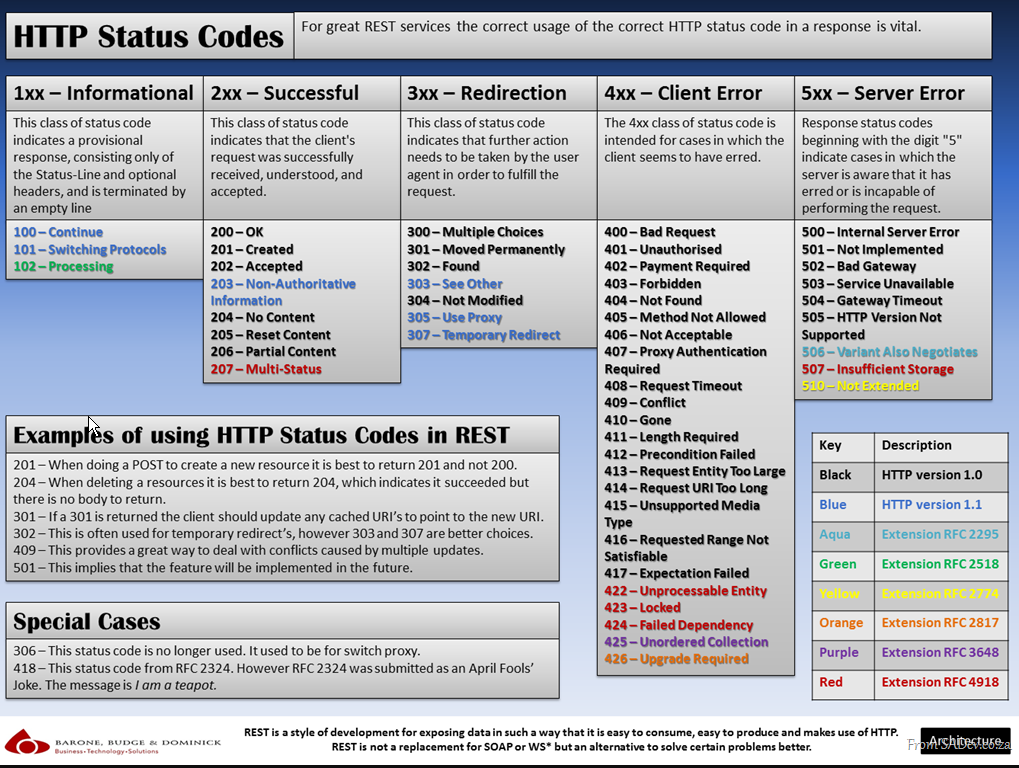 HTTP Status Codes
For great REST services the correct usage of the correct HTTP status code in a response is vital.
1xx – Informational
This class of status code
indicates a provisional
response, consisting only of
the Status-Line and optional
headers, and is terminated by
an empty line
100 – Continue
101 – Switching Protocols
102 – Processing
2xx – Successful
This class of status code
indicates that the client's
request was successfully
received, understood, and
accepted.
200 – OK
201 – Created
202 – Accepted
203 – Non-Authoritative
Information
204 – No Content
205 – Reset Content
206 – Partial Content
207 – Multi-Status
3xx – Redirection
This class of status code
indicates that further action
needs to be taken by the user
agent in order to fulfill the
request.
300 – Multiple Choices
301 – Moved Permanently
302 – Found
303 – See Other
304 – Not Modified
305 – Use Proxy
307 – Temporary Redirect
4xx – Client Error
The 4xx class of status code is
intended for cases in which the
client seems to have erred.
400 – Bad Request
401 – Unauthorised
402 – Payment Required
403 – Forbidden
404 – Not Found
405 – Method Not Allowed
406 – Not Acceptable
407 – Proxy Authentication
Required
408 – Request Timeout
409 – Conflict
410 – Gone
411 – Length Required
412 – Precondition Failed
413 – Request Entity Too Large
414 – Request URI Too Long
415 – Unsupported Media
Type
416 – Requested Range Not
Satisfiable
417 – Expectation Failed
422 – Unprocessable Entity
423 – Locked
424 – Failed Dependency
425 – Unordered Collection
426 – Upgrade Required
5xx – Server Error
Response status codes
beginning with the digit "5"
indicate cases in which the
server is aware that it has
erred or is incapable of
performing the request.
500 – Internal Server Error
501 – Not Implemented
502 – Bad Gateway
503 – Service Unavailable
504 – Gateway Timeout
505 – HTTP Version Not
Supported
506 – Variant Also Negotiates
507 – Insufficient Storage
510 – Not Extended
Examples of using HTTP Status Codes in REST
201 – When doing a POST to create a new resource it is best to return 201 and not 200.
204 – When deleting a resources it is best to return 204, which indicates it succeeded but
there is no body to return.
301 – If a 301 is returned the client should update any cached URI's to point to the new URI.
302 – This is often used for temporary redirect's, however 303 and 307 are better choices.
409 – This provides a great way to deal with conflicts caused by multiple updates.
501 – This implies that the feature will be implemented in the future.
Special Cases
306 – This status code is no longer used. It used to be for switch proxy.
418 – This status code from RFC 2324. However RFC 2324 was submitted as an April Fools'
Joke. The message is I am a teapot.
Key Description
Black HTTP version 1.0
Blue HTTP version 1.1
Aqua Extension RFC 2295
Green Extension RFC 2518
Yellow Extension RFC 2774
Orange Extension RFC 2817
Purple Extension RFC 3648
Red Extension RFC 4918
BARONE, BUDGE & DOMINICK
Business•Technology•Solutions
REST is a style of development for exposing data in such a way that it is easy to consume, easy to produce and makes use of HTTP.
REST is not a replacement for SOAP or WS* but an alternative to solve certain problems better.
Architecture
From SADev.co.za